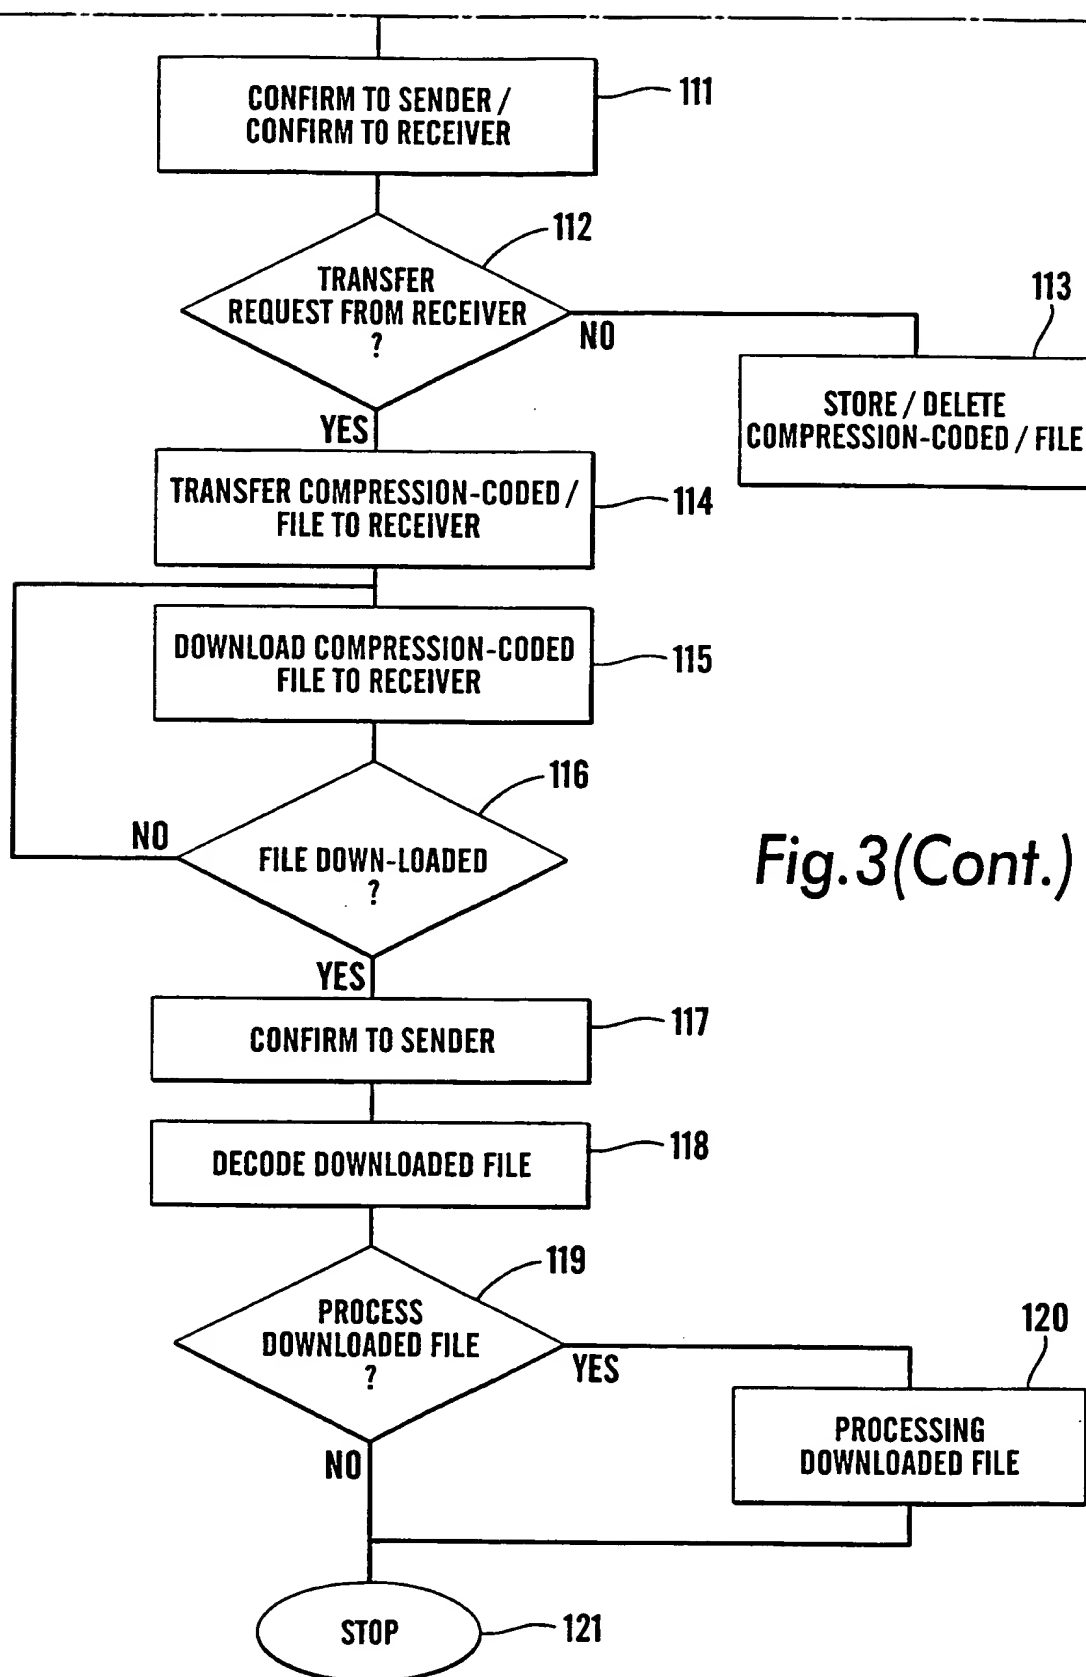 CONFIRM TO SENDER /
CONFIRM TO RECEIVER
111
112
TRANSFER
REQUEST FROM RECEIVER
?
NO
YES
113
STORE / DELETE
COMPRESSION-CODED / FILE
TRANSFER COMPRESSION-CODED /
FILE TO RECEIVER
114
DOWNLOAD COMPRESSION-CODED
FILE TO RECEIVER
115
116
NO
FILE DOWN-LOADED
?
YES
Fig.3(Cont.)
CONFIRM TO SENDER
117
DECODE DOWNLOADED FILE
118
119
PROCESS
DOWNLOADED FILE
?
YES
NO
120
PROCESSING
DOWNLOADED FILE
STOP
121